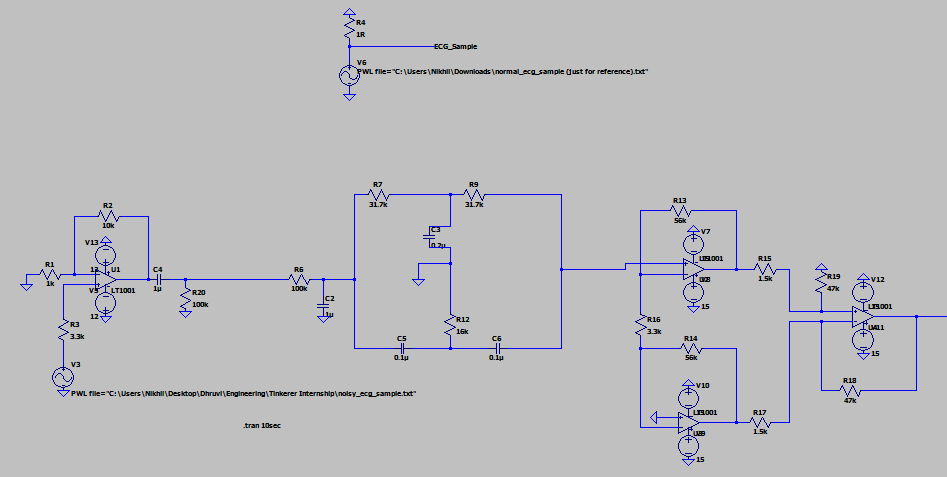 R4
1R
ECG_Sample
V6
PWL file="C:\Users\Nikhil\Downloads\normal_ecg_sample (just for reference).txt"
R7
31.7k
R9
31.7k
R2
10k
R13
56k
V13
12
U1
LT1001
V5
12
R1
1k
C4
1µ
R20
100k
R6
100k
C2
1µ
C3
0.2µ
V7
15
R15
1.5k
R19
47k
V12
15
R3
3.3k
R12
16k
R16
3.3k
C5
0.1µ
C6
0.1µ
R14
56k
R18
47k
V3
PWL file="C:\Users\Nikhil\Desktop\Dhruvi\Engineering\Tinkerer Internship\noisy_ecg_sample.txt"
V10
R17
1.5k
15
.tran 10sec